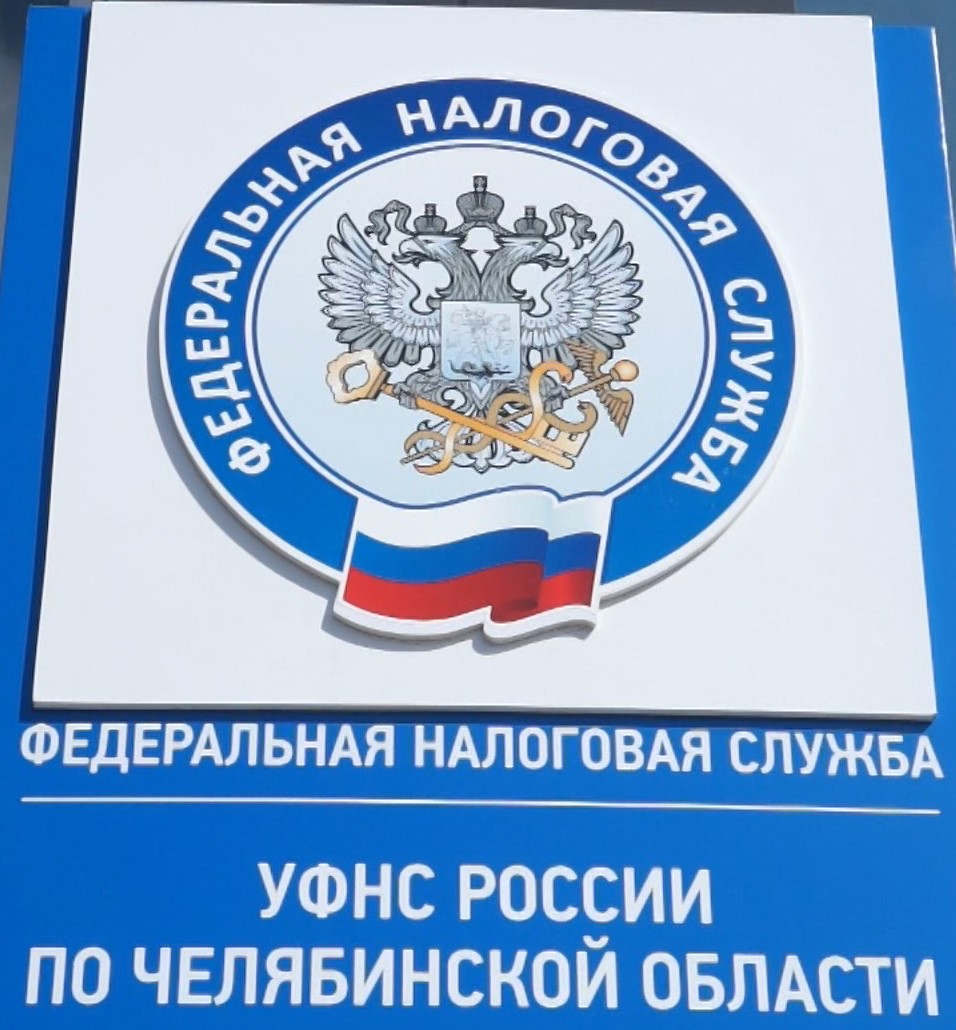 ФЕДЕРАЛЬНАЯ НАЛОГОВАЯ СЛУЖБА
ФЕДЕРАЛЬНАЯ НАЛОГОВАЯ СЛУЖБА
УФНС РОССИИ
ПО ЧЕЛЯБИНСКОЙ ОБЛАСТИ